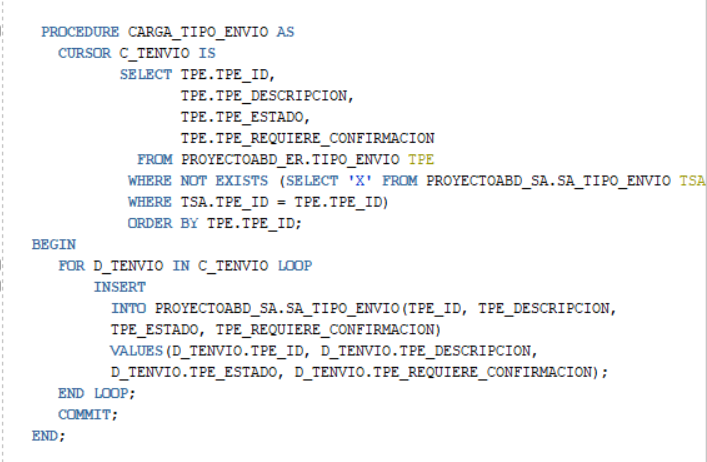 PROCEDURE CARGA_TIPO_ENVIO AS
CURSOR C_TENVIO IS
SELECT TPE.TPE_ID,
TPE.TPE_DESCRIPCION,
TPE.TPE_ESTADO,
TPE.TPE_REQUIERE_CONFIRMACION
FROM PROYECTOABD_ER.TIPO_ENVIO TPE
WHERE NOT EXISTS (SELECT 'X' FROM PROYECTOABD_SA.SA_TIPO_ENVIO TSA
WHERE TSA.TPE_ID = TPE.TPE_ID)
ORDER BY TPE.TPE_ID;
BEGIN
FOR D_TENVIO IN C_TENVIO LOOP
INSERT
INTO PROYECTOABD_SA.SA_TIPO_ENVIO(TPE_ID, TPE_DESCRIPCION,
TPE_ESTADO, TPE_REQUIERE_CONFIRMACION)
VALUES(D_TENVIO.TPE_ID, D_TENVIO.TPE_DESCRIPCION,
D_TENVIO.TPE_ESTADO, D_TENVIO.TPE_REQUIERE_CONFIRMACION);
END LOOP;
COMMIT;
END;